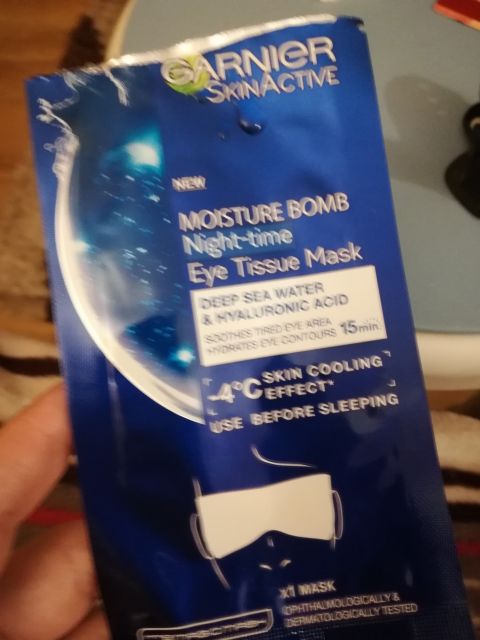 GARNIER
SKINACTIVE
NEW
MOISTURE BOMB
Night-time
Eye Tissue Mask
DEEP SEA WATER
& HYALURONIC ACID
SOOTHES TIRED EYE AREA
HYDRATES EYE CONTOURS 15min.
-4°C SKIN COOLING
EFFECT*
USE BEFORE SLEEPING
x1 MASK
OPHTHALMOLOGICALLY &
DERMATOLOGICALLY TESTED